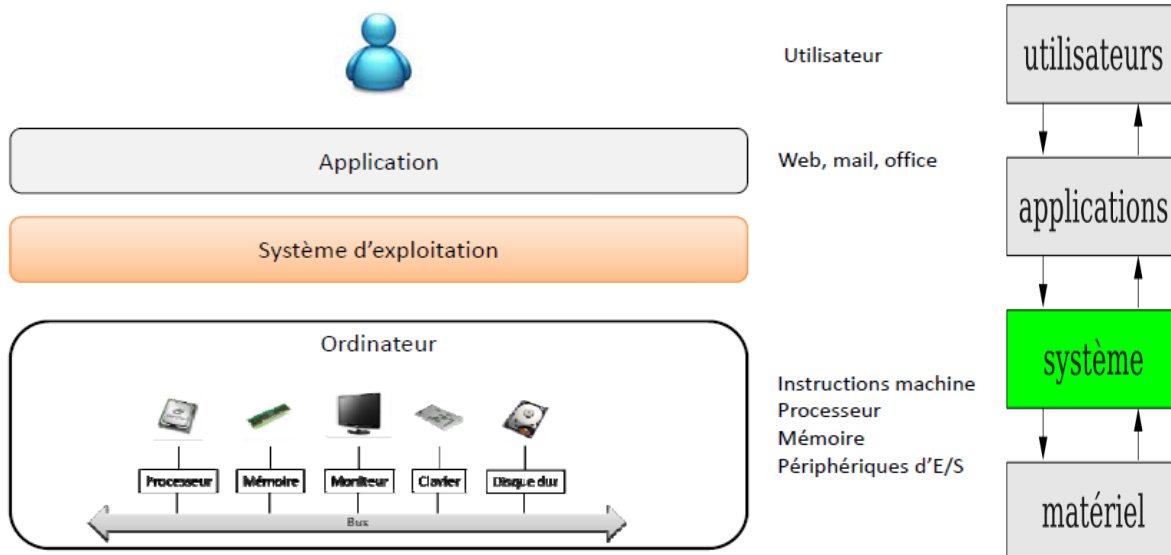 Utilisateur
Application
Web, mail, office
Système d'exploitation
Ordinateur
Processeur
Mémoire
Moniteur
Clavier
Disque dur
Bus
Instructions machine
Processeur
Mémoire
Périphériques d'E/S
utilisateurs
applications
système
matériel